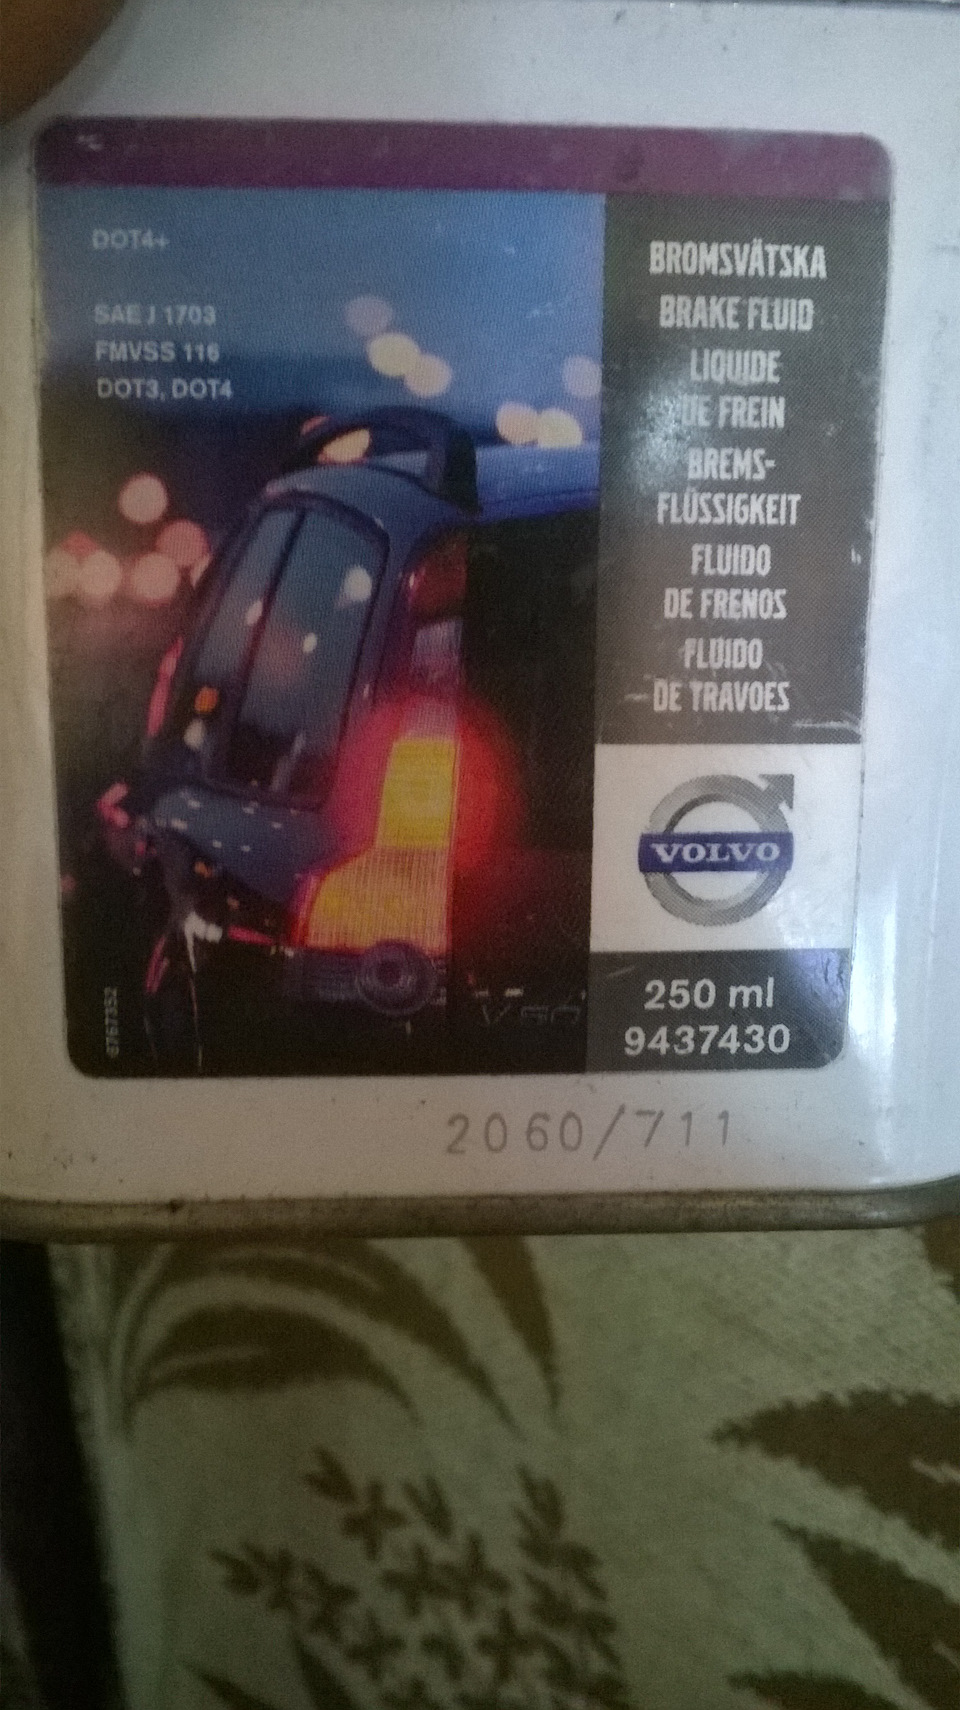 DOT4+
SAE J 1703
FMVSS 116
DOT3, DOT4
BROMSVÄTSKA
BRAKE FLUID
LIQUIDE
DE FREIN
BREMS-
FLÜSSIGKEIT
FLUIDO
DE FRENOS
FLUIDO
DE TRAVOES
VOLVO
250 ml
9437430
2060/711